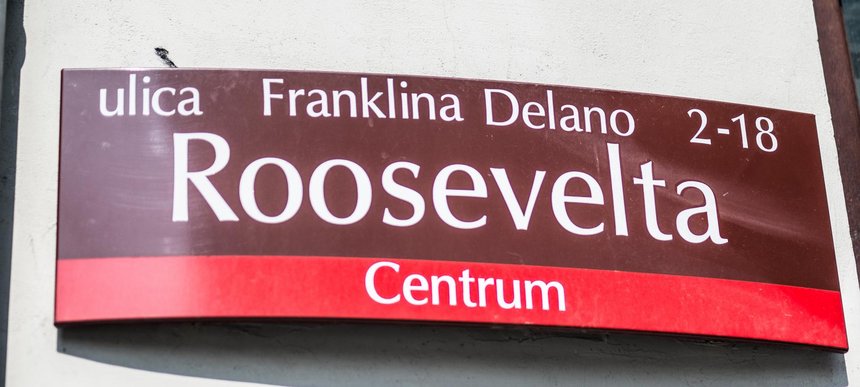 ulica Franklina Delano 2-18
Roosevelta
Centrum